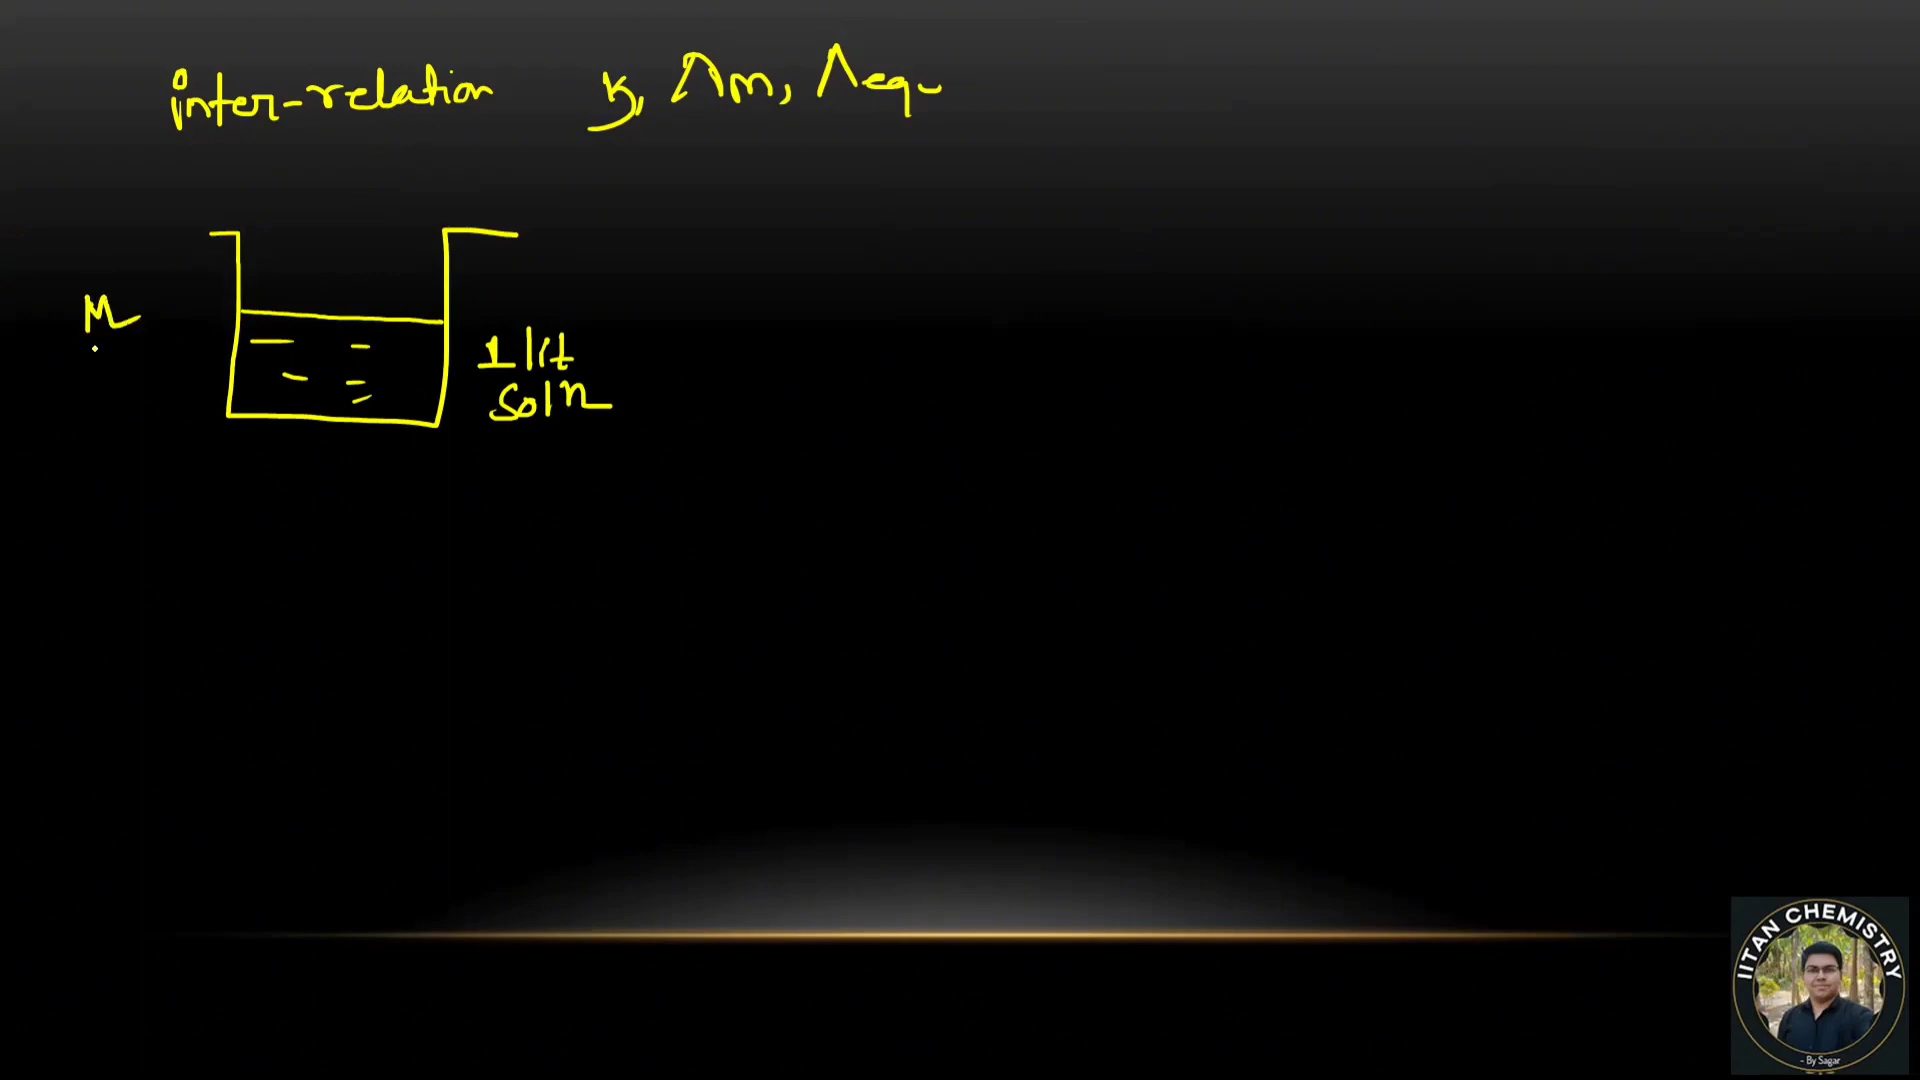 inter-relation κ, Λm, Λeq
M
1 lit
soln
IITAN CHEMISTRY
- By Sagar